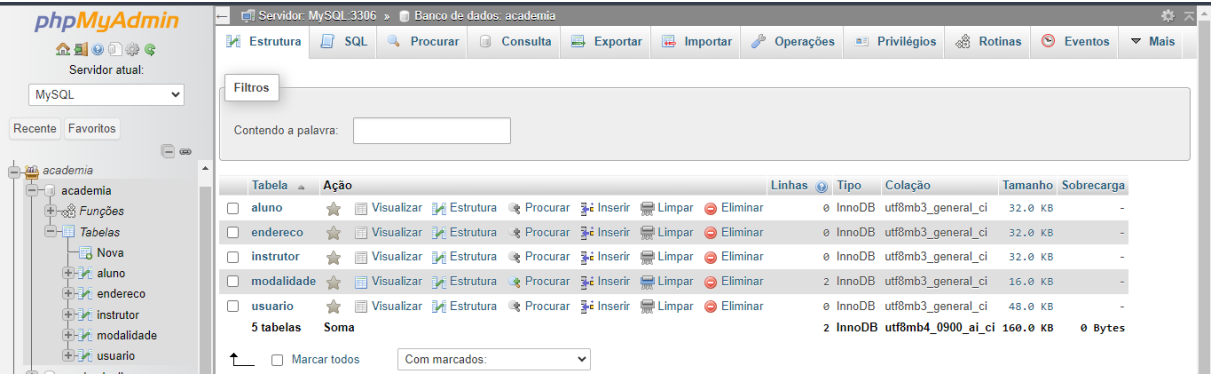 phpMyAdmin
Servidor atual:
MySQL
Recente Favoritos
academia
academia
Funções
Tabelas
Nova
aluno
endereco
instrutor
modalidade
usuario
Servidor: MySQL:3306 » Banco de dados: academia
Estrutura SQL Procurar Consulta Exportar Importar Operações Privilégios Rotinas Eventos Mais
Filtros
Contendo a palavra:
Tabela Ação Linhas Tipo Colação Tamanho Sobrecarga
aluno Visualizar Estrutura Procurar Inserir Limpar Eliminar 0 InnoDB utf8mb3_general_ci 32.0 KB -
endereco Visualizar Estrutura Procurar Inserir Limpar Eliminar 0 InnoDB utf8mb3_general_ci 32.0 KB -
instrutor Visualizar Estrutura Procurar Inserir Limpar Eliminar 0 InnoDB utf8mb3_general_ci 32.0 KB -
modalidade Visualizar Estrutura Procurar Inserir Limpar Eliminar 2 InnoDB utf8mb3_general_ci 16.0 KB -
usuario Visualizar Estrutura Procurar Inserir Limpar Eliminar 0 InnoDB utf8mb3_general_ci 48.0 KB -
5 tabelas Soma 2 InnoDB utf8mb4_0900_ai_ci 160.0 KB 0 Bytes
Marcar todos Com marcados: